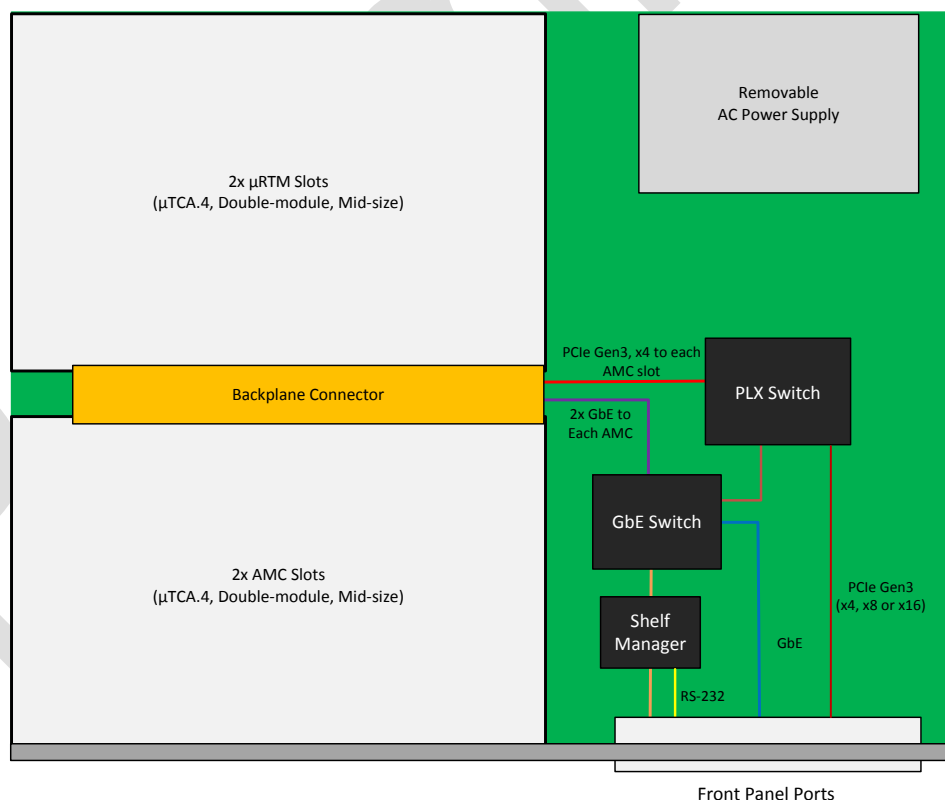 Removable
AC Power Supply
2x µRTM Slots
(µTCA.4, Double-module, Mid-size)
PCIe Gen3, x4 to each
AMC slot
PLX Switch
Backplane Connector
2x GbE to
Each AMC
GbE Switch
2x AMC Slots
(µTCA.4, Double-module, Mid-size)
PCIe Gen3
(x4, x8 or x16)
Shelf
Manager
GbE
RS-232
Front Panel Ports